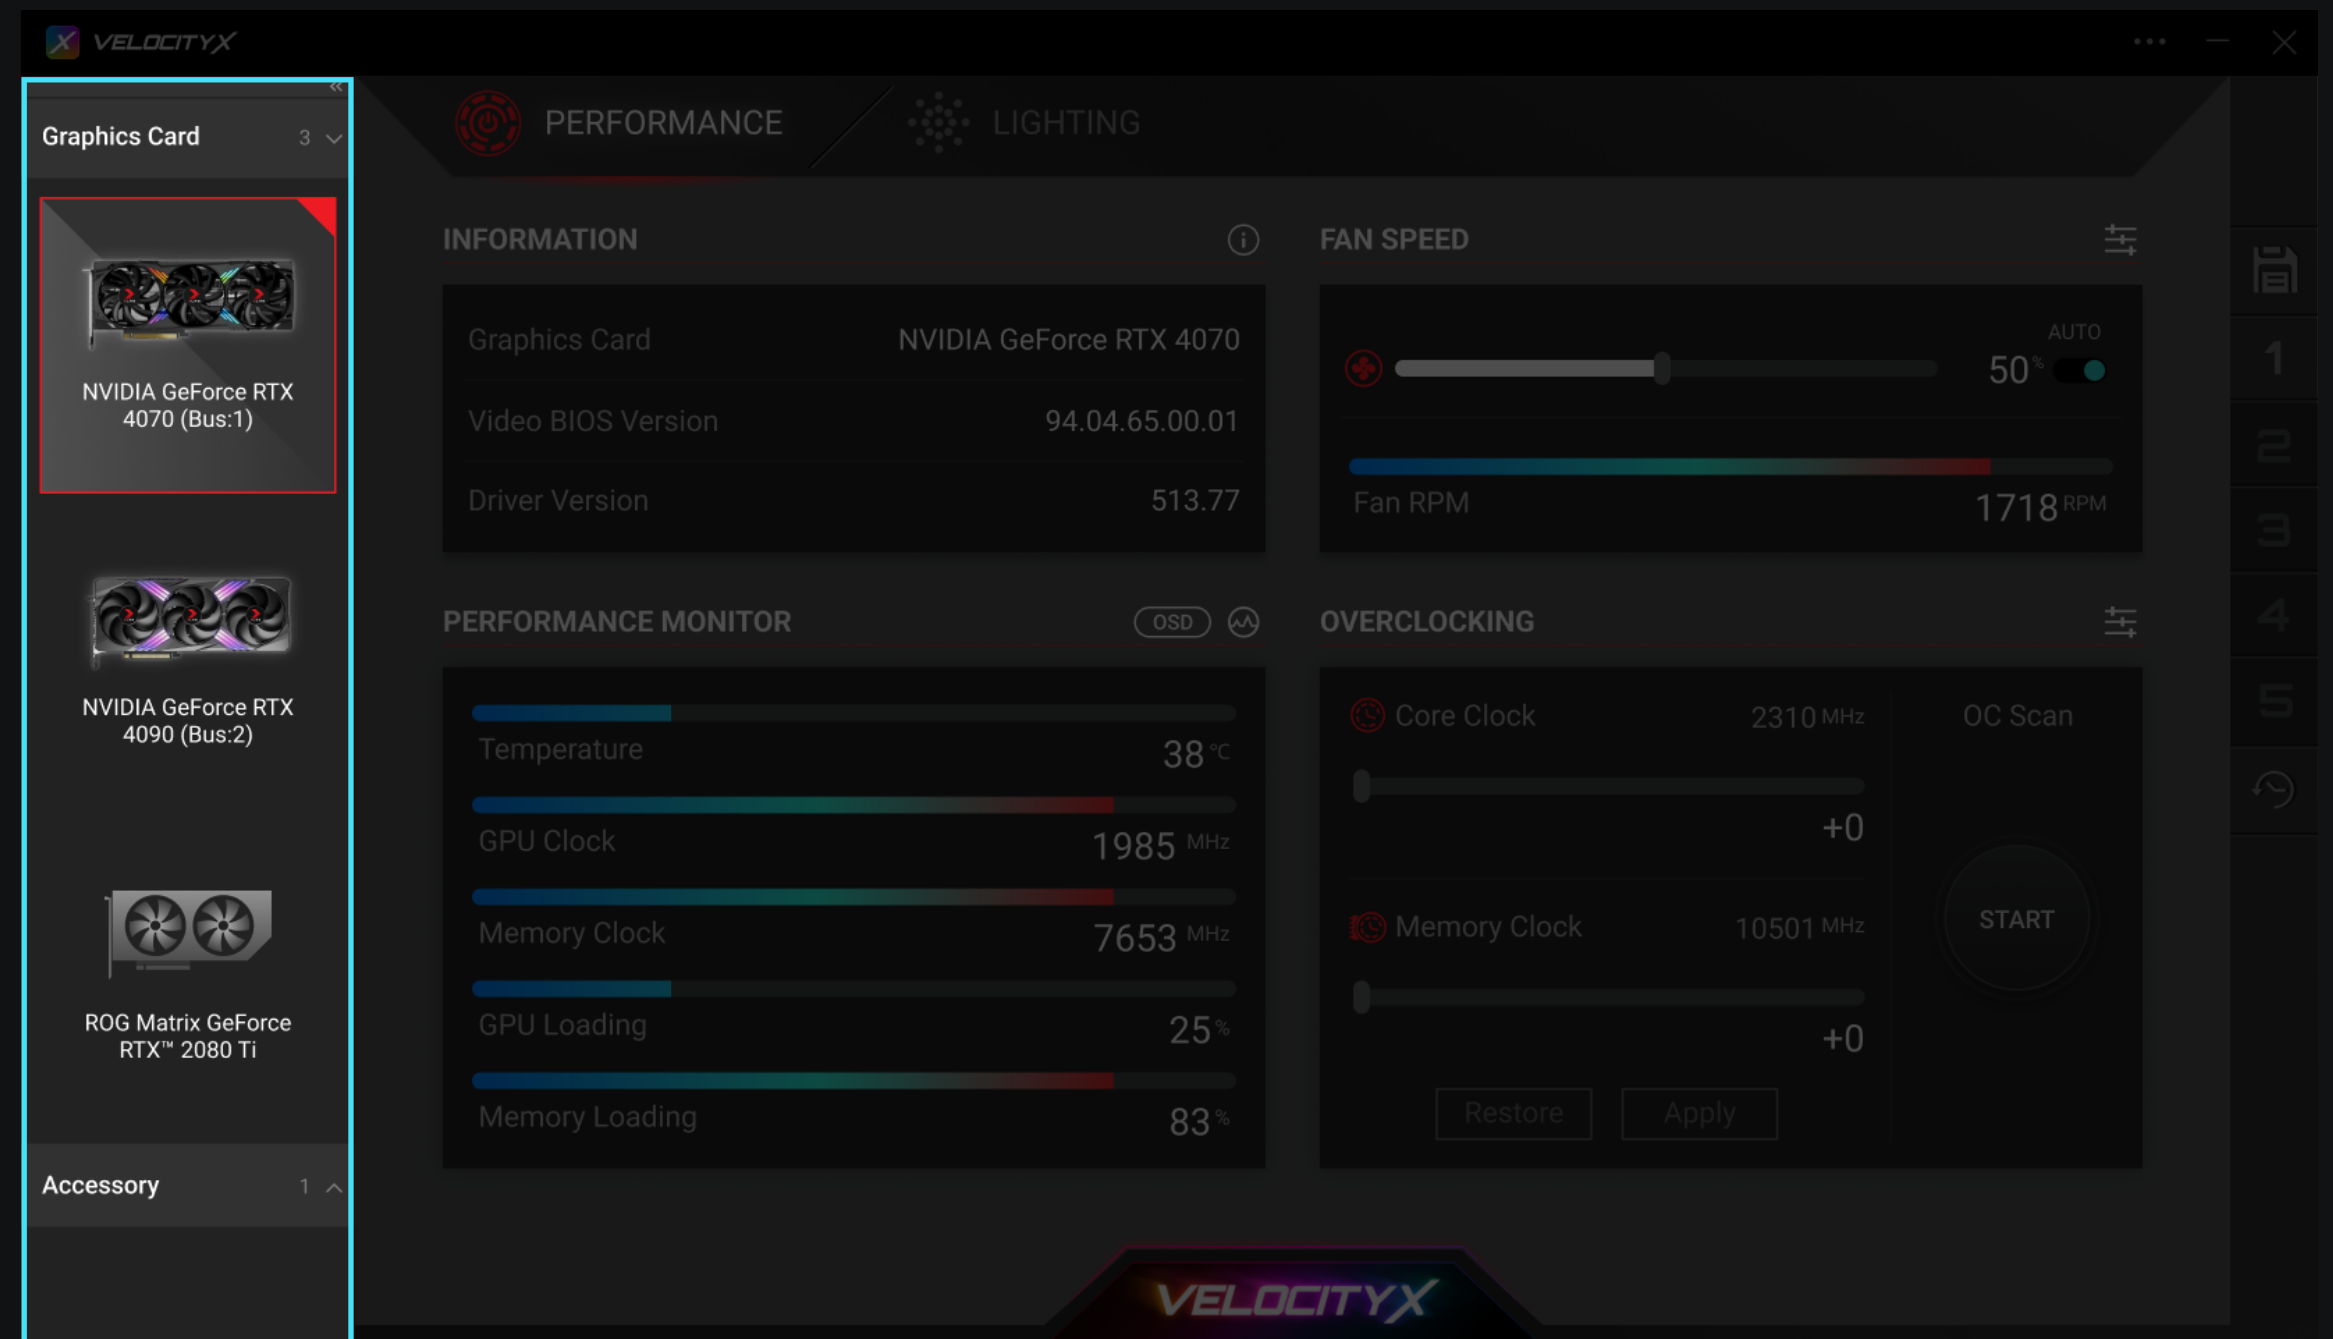 VELOCITYX
Graphics Card 3
NVIDIA GeForce RTX
4070 (Bus:1)
NVIDIA GeForce RTX
4090 (Bus:2)
ROG Matrix GeForce
RTX™ 2080 Ti
Accessory 1
PERFORMANCE
LIGHTING
INFORMATION
Graphics Card NVIDIA GeForce RTX 4070
Video BIOS Version 94.04.65.00.01
Driver Version 513.77
FAN SPEED
AUTO
50%
Fan RPM 1718 RPM
PERFORMANCE MONITOR OSD
Temperature 38 °C
GPU Clock 1985 MHz
Memory Clock 7653 MHz
GPU Loading 25%
Memory Loading 83%
OVERCLOCKING
Core Clock 2310 MHz
+0
Memory Clock 10501 MHz
+0
Restore Apply
OC Scan
START
1
2
3
4
5
VELOCITYX